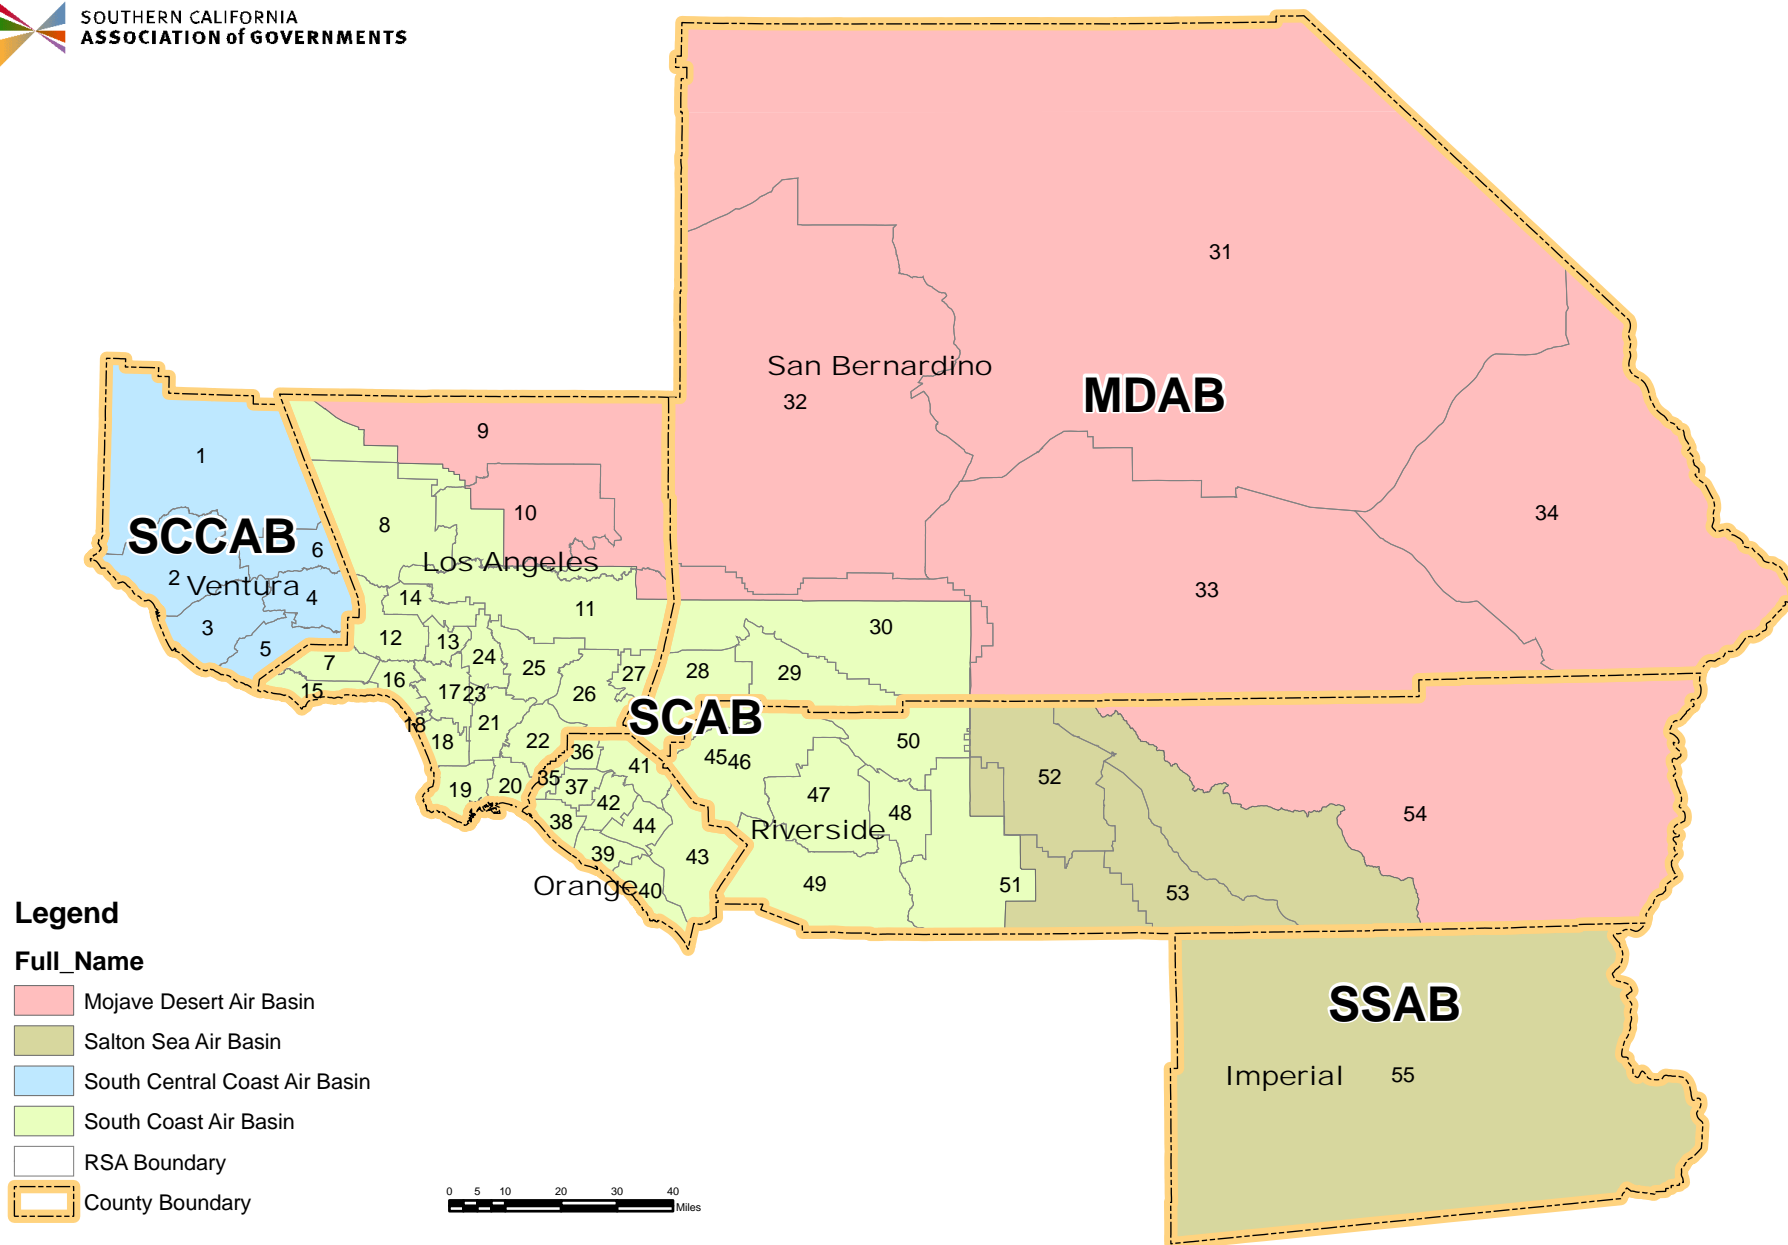 SOUTHERN CALIFORNIA
ASSOCIATION of GOVERNMENTS
31
San Bernardino
MDAB
32
9
1
10
34
8
SCCAB
6
Los Angeles
2
Ventura
4
14
11
33
3
12
13
30
5
24
7
25
27
28
29
15
16
17
23
26
SCAB
18
21
18
22
36
50
45
46
41
52
35
19
20
37
47
42
48
54
38
44
Riverside
39
43
Orange
40
49
51
53
SSAB
Imperial
55
Legend
Full_Name
Mojave Desert Air Basin
Salton Sea Air Basin
South Central Coast Air Basin
South Coast Air Basin
RSA Boundary
County Boundary
0 5 10 20 30 40
Miles